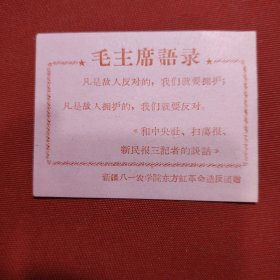 毛主席語录
凡是敌人反对的，我们就要拥护；
凡是敌人拥护的，我们就要反对。
《和中央社、扫荡报、
新民报三記者的談話》
新疆八一农学院东方紅革命造反团贈